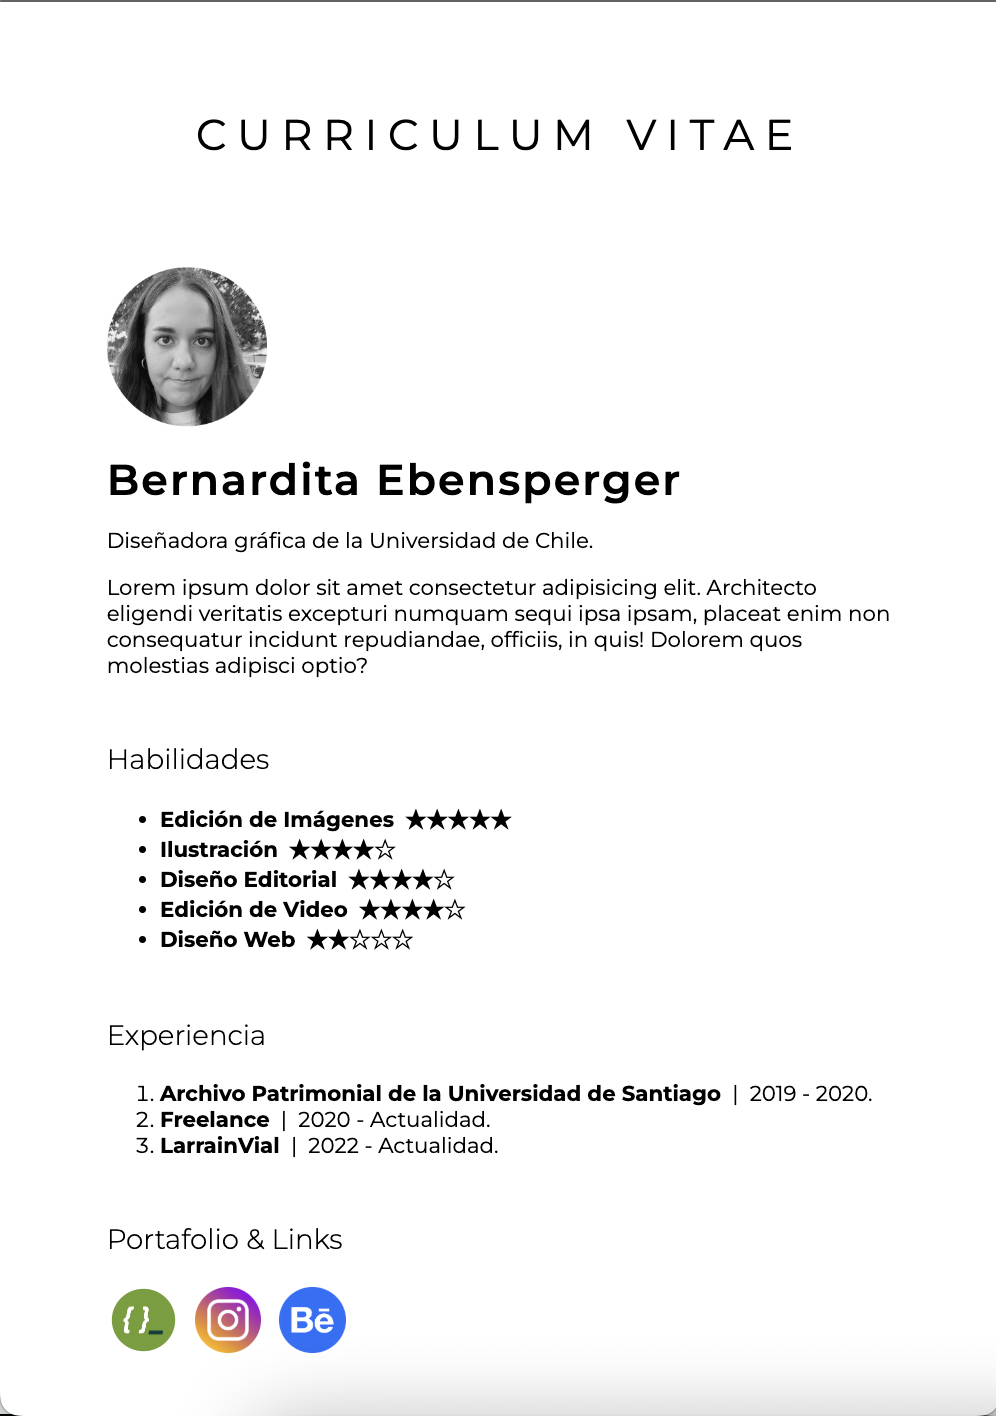 CURRICULUM VITAE
Bernardita Ebensperger
Diseñadora gráfica de la Universidad de Chile.
Lorem ipsum dolor sit amet consectetur adipisicing elit. Architecto
eligendi veritatis excepturi numquam sequi ipsa ipsam, placeat enim non
consequatur incidunt repudiandae, officiis, in quis! Dolorem quos
molestias adipisci optio?
Habilidades
• Edición de Imágenes ★★★★★
• Ilustración ★★★★☆
• Diseño Editorial ★★★★☆
• Edición de Video ★★★★☆
• Diseño Web ★★☆☆☆
Experiencia
1. Archivo Patrimonial de la Universidad de Santiago | 2019 - 2020.
2. Freelance | 2020 - Actualidad.
3. LarrainVial | 2022 - Actualidad.
Portafolio & Links
{ }_
Bē